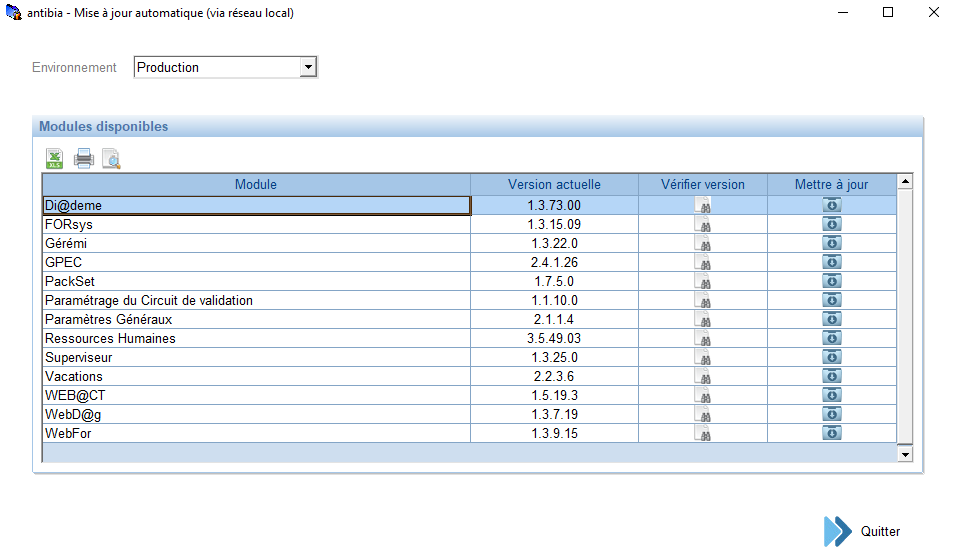 antibia - Mise à jour automatique (via réseau local)
Environnement Production
Modules disponibles
XLS
Module Version actuelle Vérifier version Mettre à jour
Di@deme 1.3.73.00
FORsys 1.3.15.09
Gérémi 1.3.22.0
GPEC 2.4.1.26
PackSet 1.7.5.0
Paramétrage du Circuit de validation 1.1.10.0
Paramètres Généraux 2.1.1.4
Ressources Humaines 3.5.49.03
Superviseur 1.3.25.0
Vacations 2.2.3.6
WEB@CT 1.5.19.3
WebD@g 1.3.7.19
WebFor 1.3.9.15
Quitter